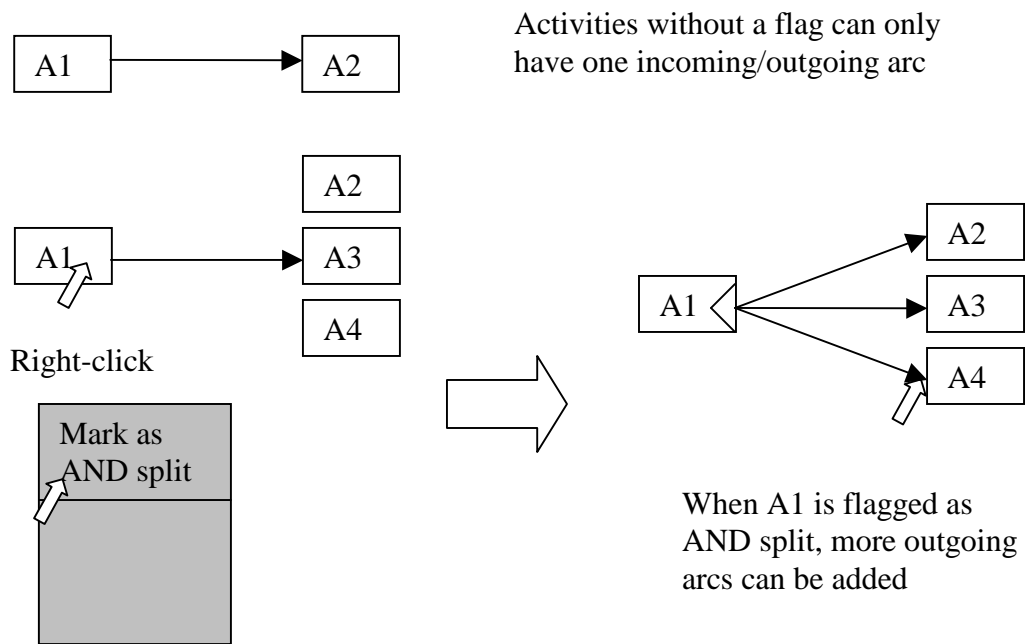 A1
A2
Activities without a flag can only
have one incoming/outgoing arc
A2
A1
A3
A4
Right-click
Mark as
AND split
A1
A2
A3
A4
When A1 is flagged as
AND split, more outgoing
arcs can be added